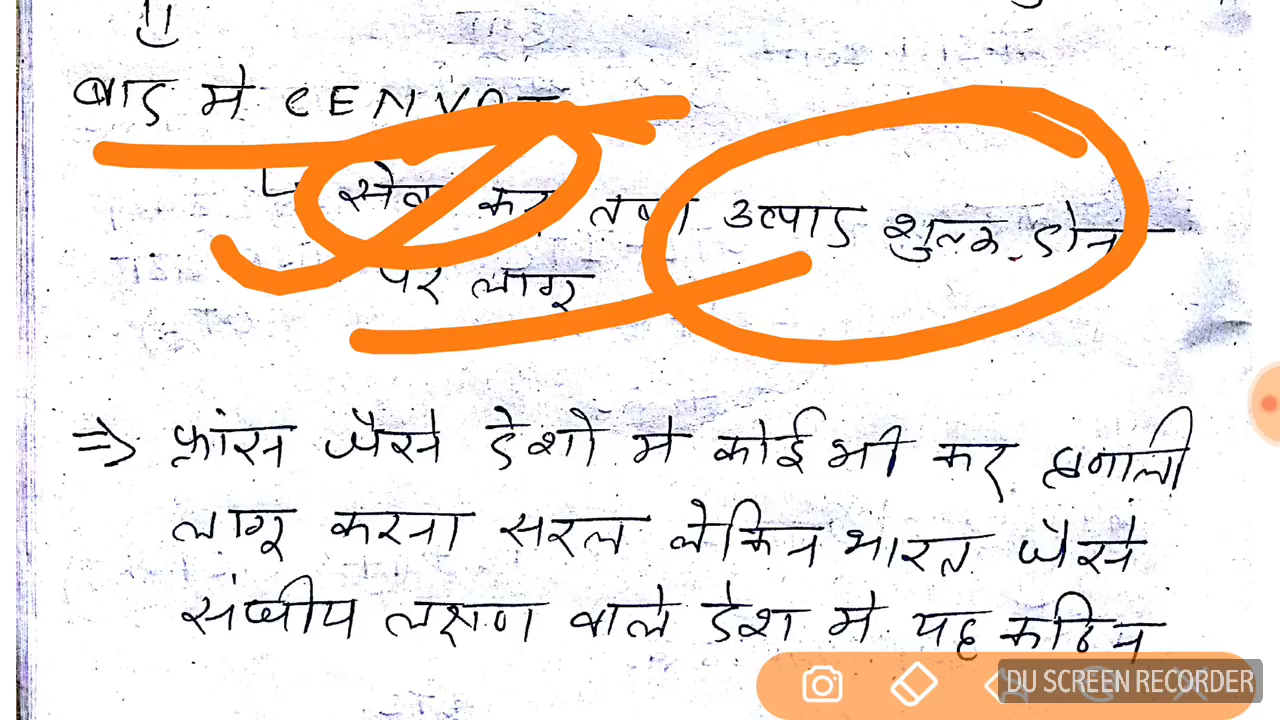 बाद मे CENVAT
सेवा कर तथा उत्पाद शुल्क दोनो
पर लागू
=> फ्रांस जैसे देशो मे कोई भी कर प्रणाली
लागू करना सरल लेकिन भारत जैसे
संघीय लक्षण वाले देश मे यह कठिन
DU SCREEN RECORDER